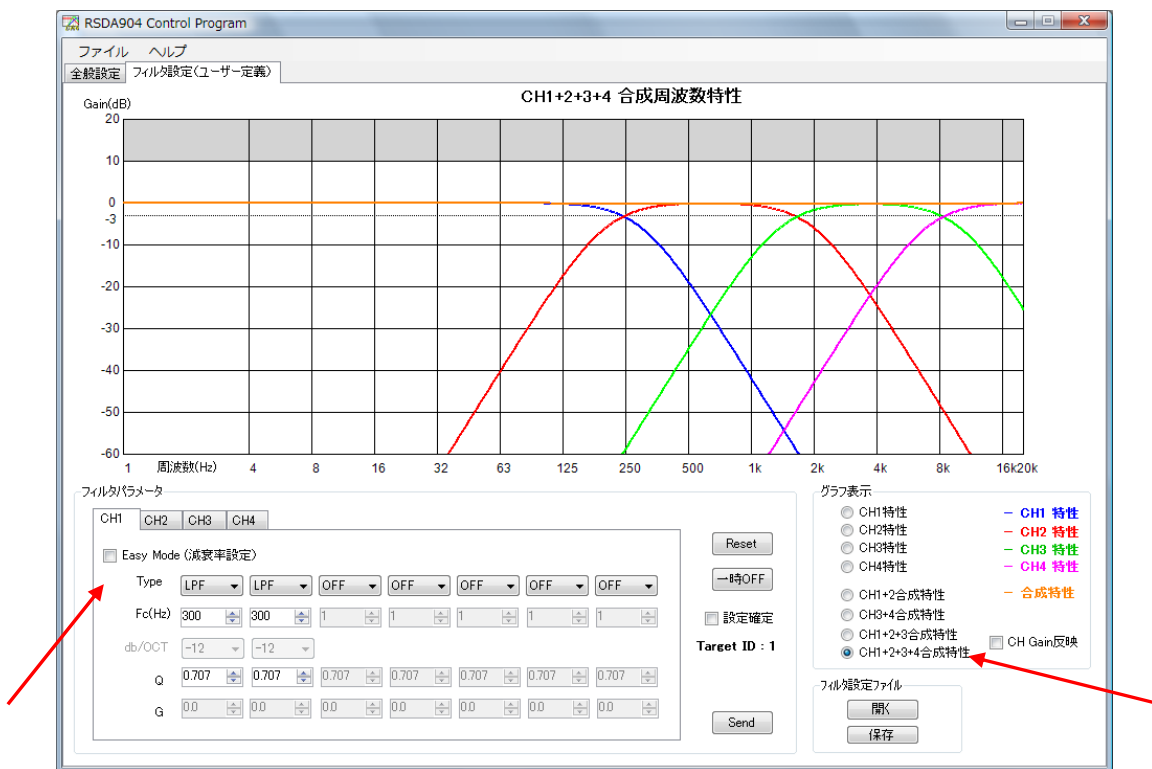 RSDA904 Control Program
ファイル ヘルプ
全般設定 フィルタ設定(ユーザー定義)
CH1+2+3+4 合成周波数特性
Gain(dB)
20
10
0
-3
-10
-20
-30
-40
-50
-60
1 周波数(Hz) 4 8 16 32 63 125 250 500 1k 2k 4k 8k 16k20k
フィルタパラメータ
CH1 CH2 CH3 CH4
Easy Mode (減衰率設定)
Type LPF LPF OFF OFF OFF OFF OFF
Fc(Hz) 300 300 1 1 1 1 1
db/OCT -12 -12
Q 0.707 0.707 0.707 0.707 0.707 0.707 0.707
G 0.0 0.0 0.0 0.0 0.0 0.0 0.0
Reset
一時OFF
設定確定
Target ID : 1
Send
グラフ表示
CH1特性 － CH1 特性
CH2特性 － CH2 特性
CH3特性 － CH3 特性
CH4特性 － CH4 特性
CH1+2合成特性 － 合成特性
CH3+4合成特性
CH1+2+3合成特性 CH Gain反映
CH1+2+3+4合成特性
フィルタ設定ファイル
開く
保存